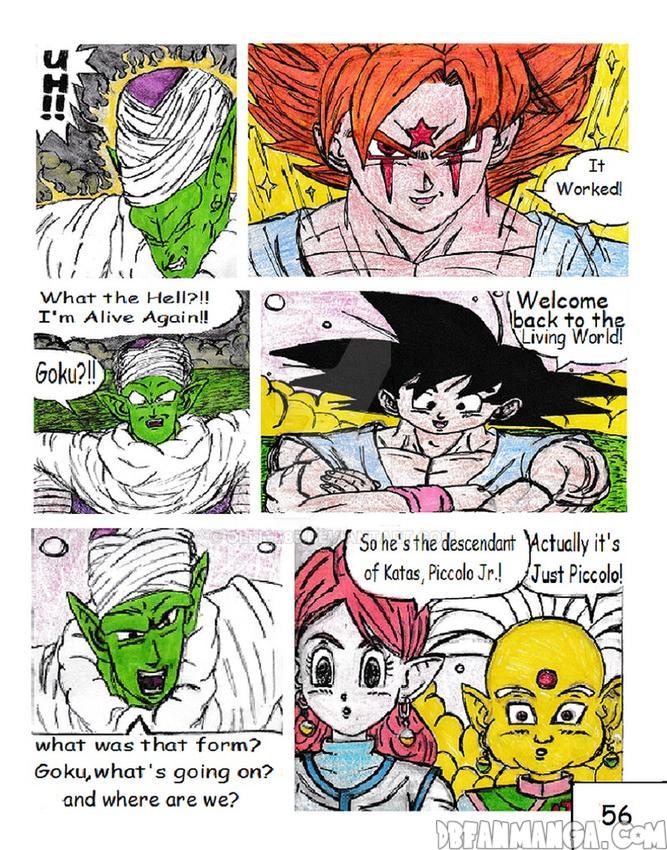 UH!!
It
Worked!
What the Hell?!!
I'm Alive Again!!
Goku?!!
Welcome
back to the
Living World!
what was that form?
Goku, what's going on?
and where are we?
So he's the descendant
of Katas, Piccolo Jr.!
Actually it's
Just Piccolo!
56
DBFANMANGA.COM